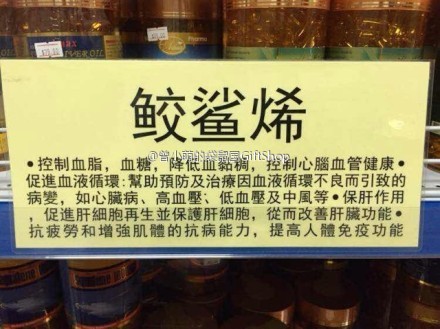 鲛鲨烯
•控制血脂，血糖，降低血黏稠，控制心腦血管健康•
促進血液循環:幫助預防及治療因血液循環不良而引致的
病變，如心臟病、高血壓、低血壓及中風等•保肝作用
，促進肝細胞再生並保護肝細胞，從而改善肝臟功能•
抗疲勞和增強肌體的抗病能力，提高人體免疫功能